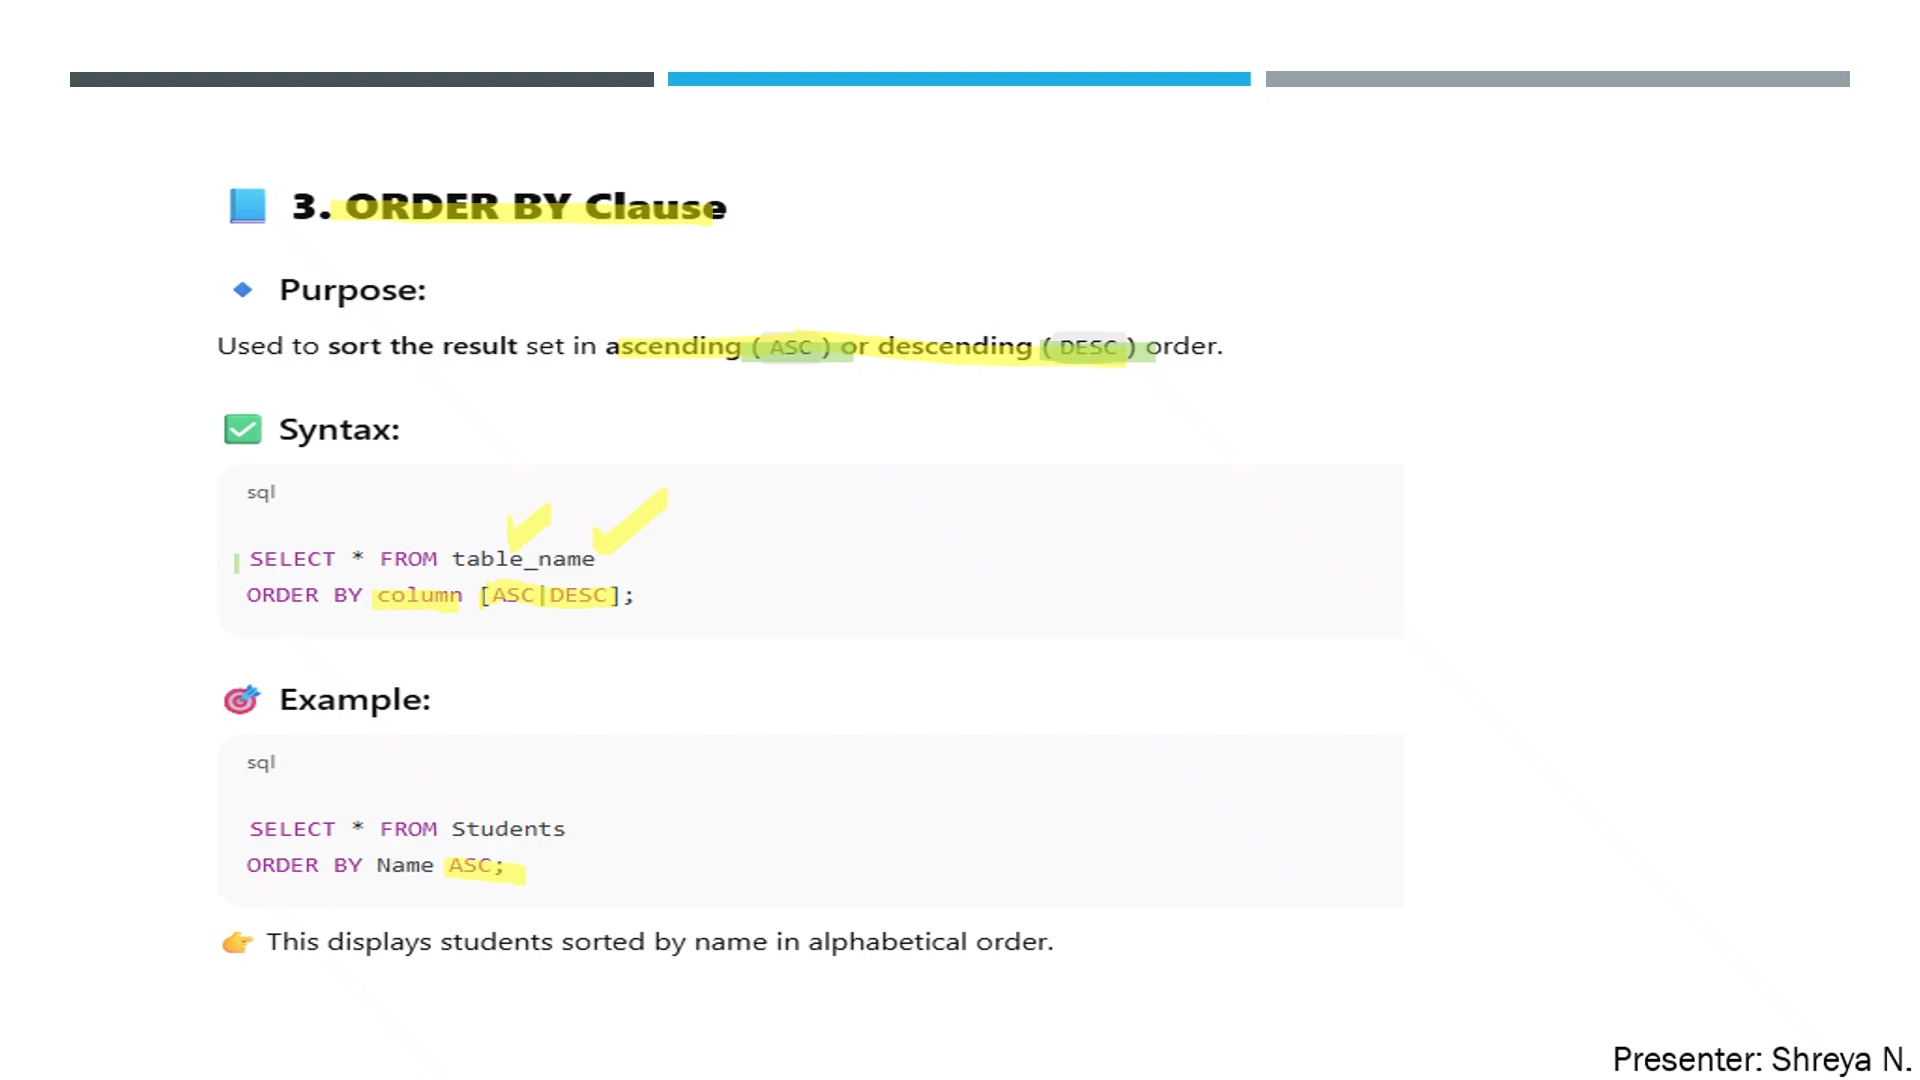 3. ORDER BY Clause
Purpose:
Used to sort the result set in ascending ( ASC ) or descending ( DESC ) order.
Syntax:
sql
SELECT * FROM table_name
ORDER BY column [ASC|DESC];
Example:
sql
SELECT * FROM Students
ORDER BY Name ASC;
This displays students sorted by name in alphabetical order.
Presenter: Shreya N.